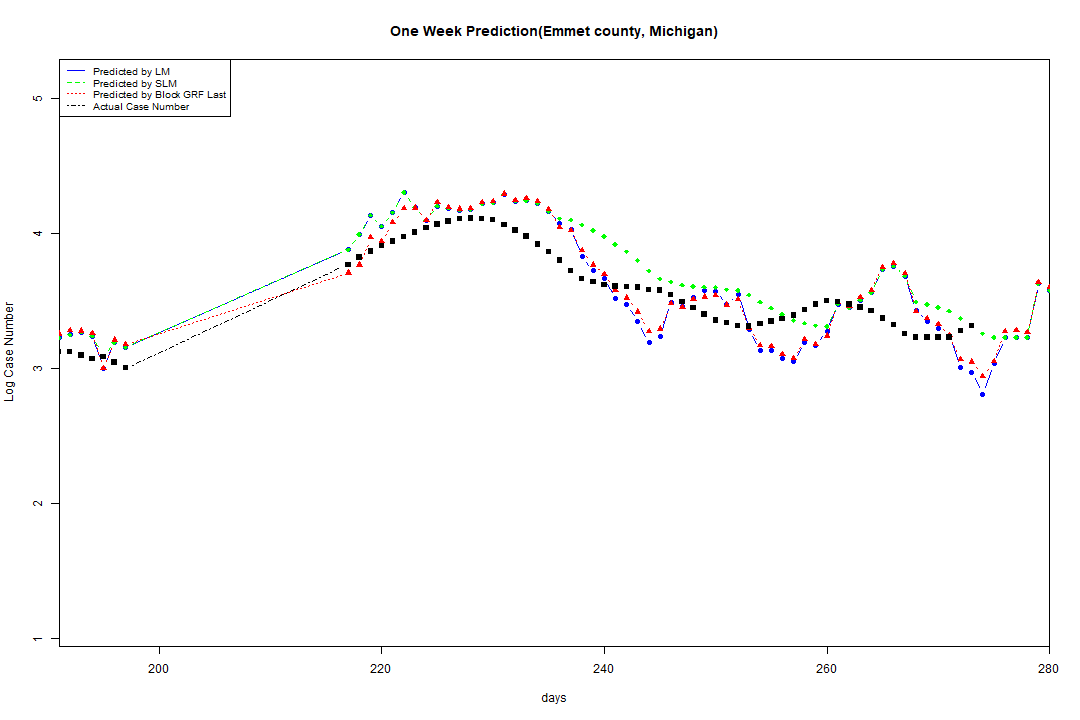 One Week Prediction(Emmet county, Michigan)
Predicted by LM
Predicted by SLM
Predicted by Block GRF Last
Actual Case Number
5
4
3
2
1
Log Case Number
200
220
240
260
280
days